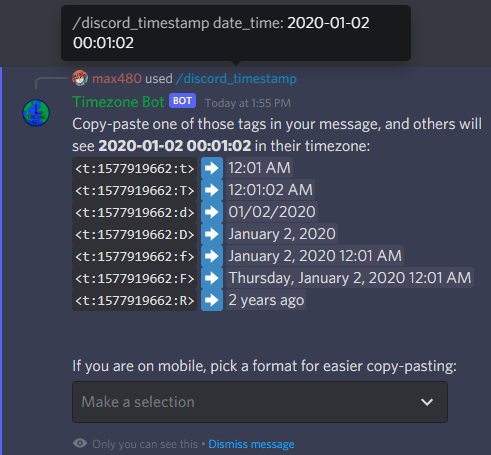 /discord_timestamp date_time: 2020-01-02
00:01:02
max480 used /discord_timestamp
Timezone Bot BOT Today at 1:55 PM
Copy-paste one of those tags in your message, and others will
see 2020-01-02 00:01:02 in their timezone:
<t:1577919662:t> ➡ 12:01 AM
<t:1577919662:T> ➡ 12:01:02 AM
<t:1577919662:d> ➡ 01/02/2020
<t:1577919662:D> ➡ January 2, 2020
<t:1577919662:f> ➡ January 2, 2020 12:01 AM
<t:1577919662:F> ➡ Thursday, January 2, 2020 12:01 AM
<t:1577919662:R> ➡ 2 years ago
If you are on mobile, pick a format for easier copy-pasting:
Make a selection
Only you can see this • Dismiss message